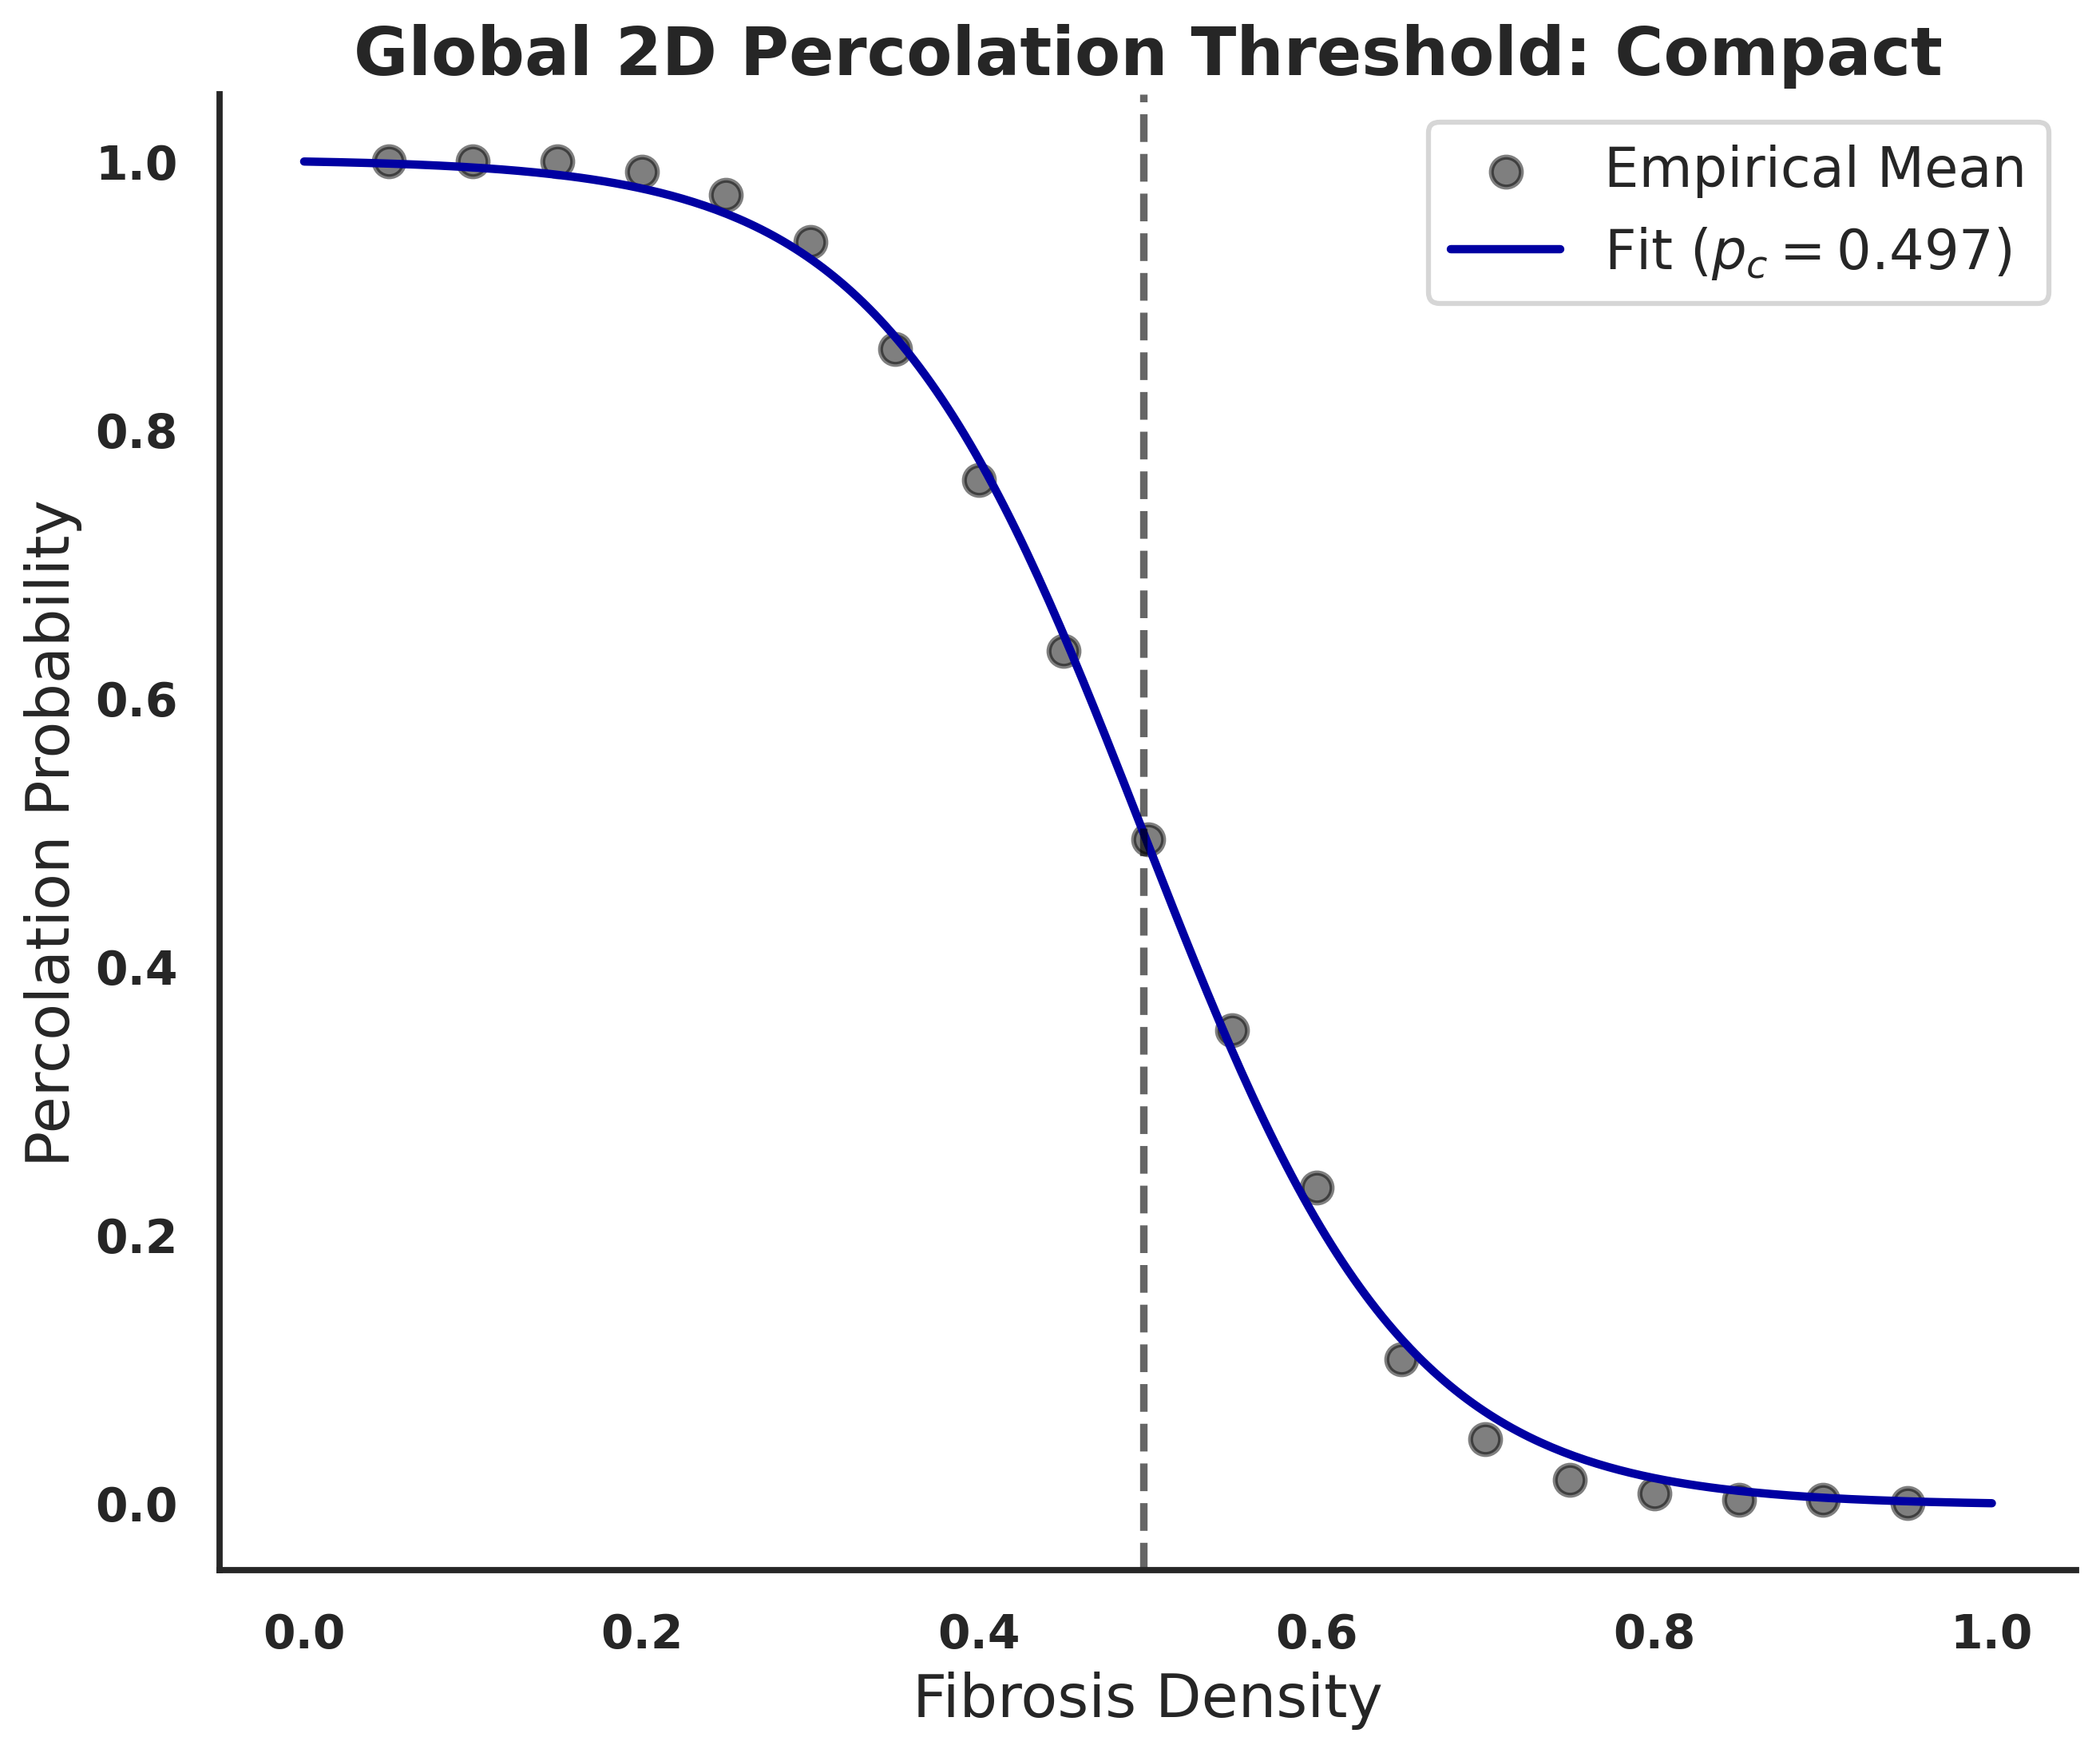 Global 2D Percolation Threshold: Compact
Empirical Mean
Fit ($p_c = 0.497$)
Percolation Probability
1.0
0.8
0.6
0.4
0.2
0.0
0.0 0.2 0.4 0.6 0.8 1.0
Fibrosis Density